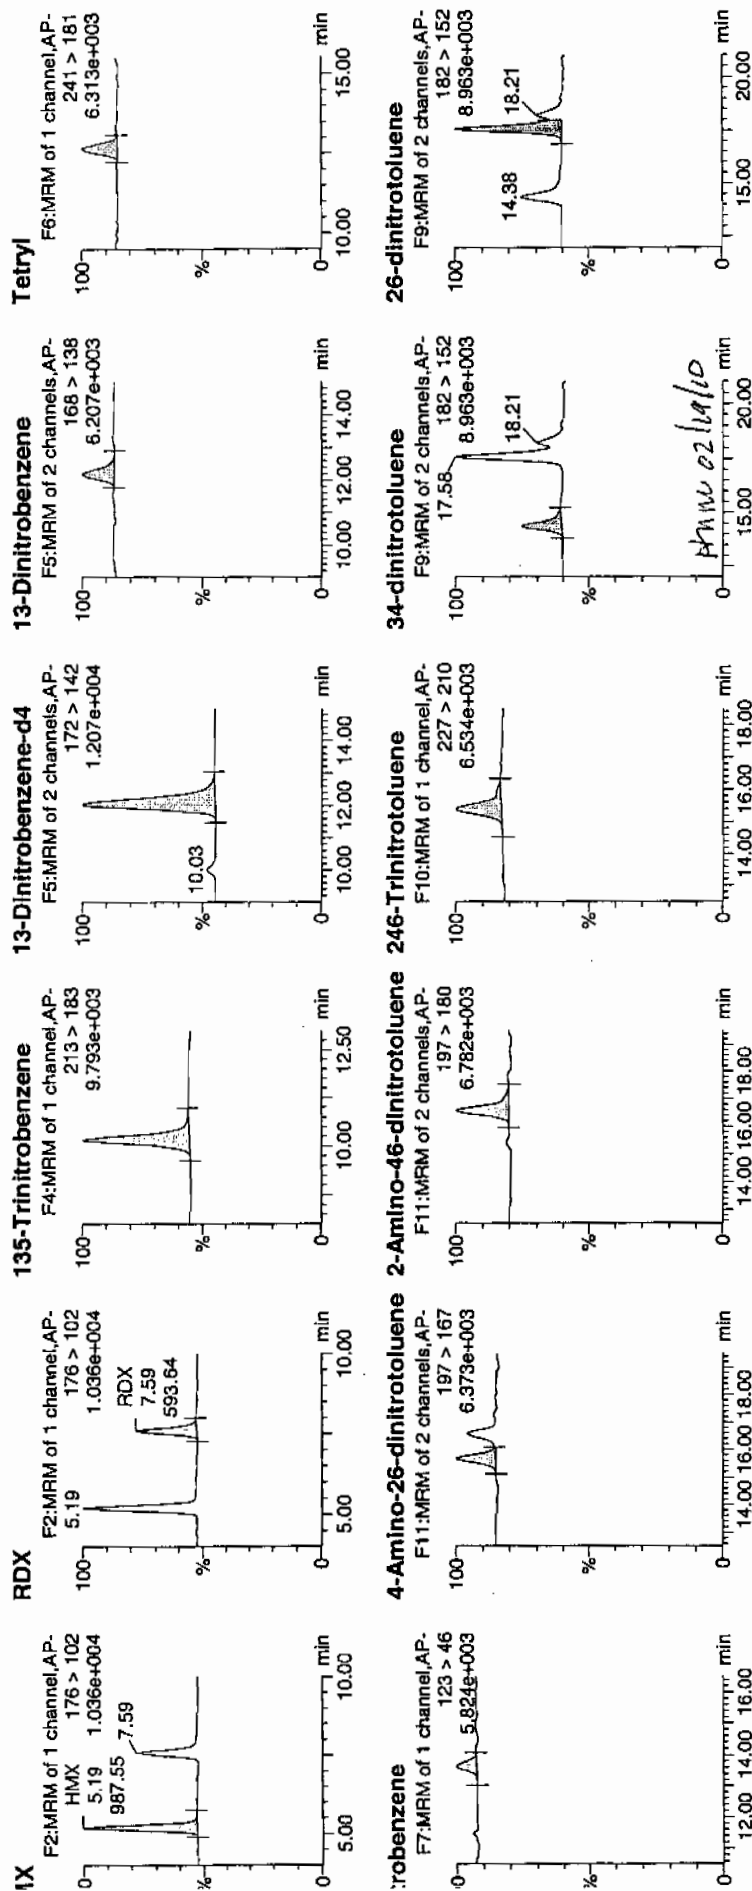 MX
F2:MRM of 1 channel,AP-
HMX 176 > 102
5.19 1.036e+004
987.55
7.59
0
%
0
5.00 10.00 min
RDX
F2:MRM of 1 channel,AP-
5.19 176 > 102
1.036e+004
RDX
7.59
593.64
100
%
0
5.00 10.00 min
135-Trinitrobenzene
F4:MRM of 1 channel,AP-
213 > 183
9.793e+003
100
%
0
10.00 12.50 min
13-Dinitrobenzene-d4
F5:MRM of 2 channels,AP-
172 > 142
1.207e+004
10.03
100
%
0
10.00 12.00 14.00 min
13-Dinitrobenzene
F5:MRM of 2 channels,AP-
168 > 138
6.207e+003
100
%
0
10.00 12.00 14.00 min
Tetryl
F6:MRM of 1 channel,AP-
241 > 181
6.313e+003
100
%
0
10.00 15.00 min
robenzene
F7:MRM of 1 channel,AP-
123 > 46
5.824e+003
00
%
0
12.00 14.00 16.00 min
4-Amino-26-dinitrotoluene
F11:MRM of 2 channels,AP-
197 > 167
6.373e+003
100
%
0
14.00 16.00 18.00 min
2-Amino-46-dinitrotoluene
F11:MRM of 2 channels,AP-
197 > 180
6.782e+003
100
%
0
14.00 16.00 18.00 min
246-Trinitrotoluene
F10:MRM of 1 channel,AP-
227 > 210
6.534e+003
100
%
0
14.00 16.00 18.00 min
34-dinitrotoluene
F9:MRM of 2 channels,AP-
17.58 182 > 152
8.963e+003
18.21
100
%
0
02/19/10
15.00 20.00 min
26-dinitrotoluene
F9:MRM of 2 channels,AP-
182 > 152
8.963e+003
14.38
18.21
100
%
0
15.00 20.00 min